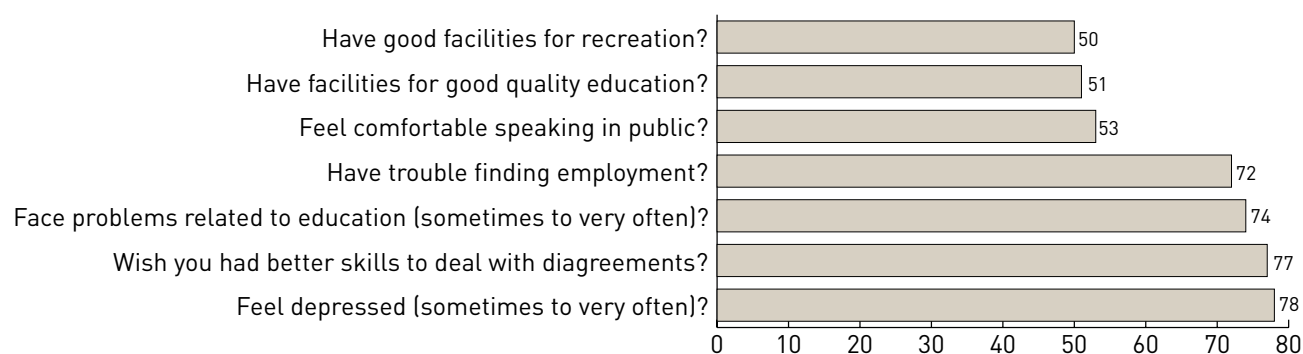 Have good facilities for recreation? 50
Have facilities for good quality education? 51
Feel comfortable speaking in public? 53
Have trouble finding employment? 72
Face problems related to education (sometimes to very often)? 74
Wish you had better skills to deal with diagreements? 77
Feel depressed (sometimes to very often)? 78
0 10 20 30 40 50 60 70 80